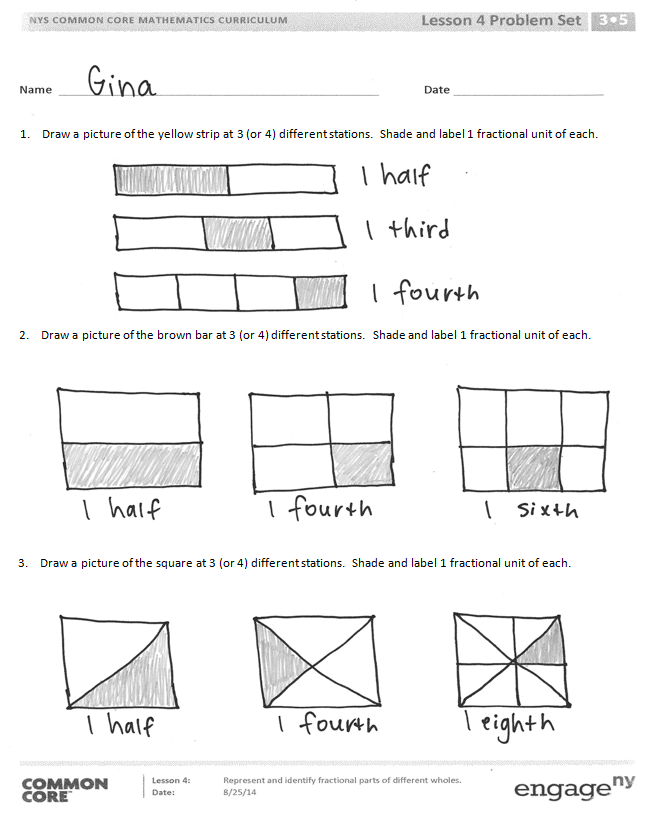 NYS COMMON CORE MATHEMATICS CURRICULUM Lesson 4 Problem Set 3•5
Name Gina Date
1. Draw a picture of the yellow strip at 3 (or 4) different stations. Shade and label 1 fractional unit of each.
1 half
1 third
1 fourth
2. Draw a picture of the brown bar at 3 (or 4) different stations. Shade and label 1 fractional unit of each.
1 half 1 fourth 1 sixth
3. Draw a picture of the square at 3 (or 4) different stations. Shade and label 1 fractional unit of each.
1 half 1 fourth 1 eighth
COMMON CORE™
Lesson 4: Represent and identify fractional parts of different wholes.
Date: 8/25/14
engage ny